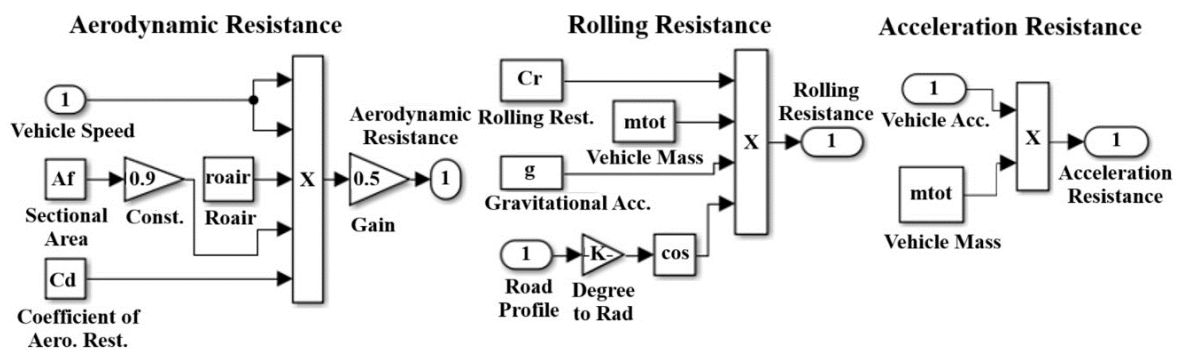 Aerodynamic Resistance
1
Vehicle Speed
Af
0.9
roair
Sectional
Area
Const.
Roair
Cd
Coefficient of
Aero. Rest.
X
0.5
Gain
Aerodynamic
Resistance
1
Rolling Resistance
Cr
Rolling Rest.
mtot
Vehicle Mass
g
Gravitational Acc.
1
Road
Profile
-K-
Degree
to Rad
cos
X
Rolling
Resistance
1
Acceleration Resistance
1
Vehicle Acc.
mtot
Vehicle Mass
X
1
Acceleration
Resistance